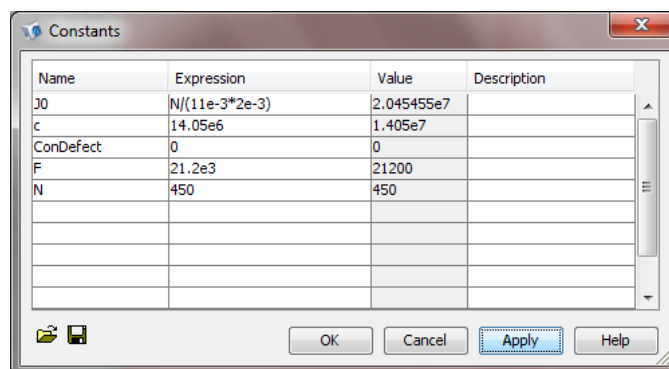 Constants
Name Expression Value Description
J0 N/(11e-3*2e-3) 2.045455e7
c 14.05e6 1.405e7
ConDefect 0 0
F 21.2e3 21200
N 450 450
OK Cancel Apply Help